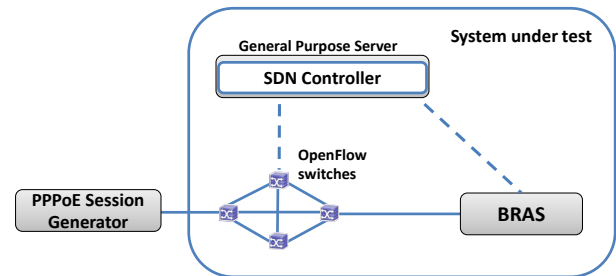 System under test
General Purpose Server
SDN Controller
OpenFlow
switches
PPPoE Session
Generator
BRAS